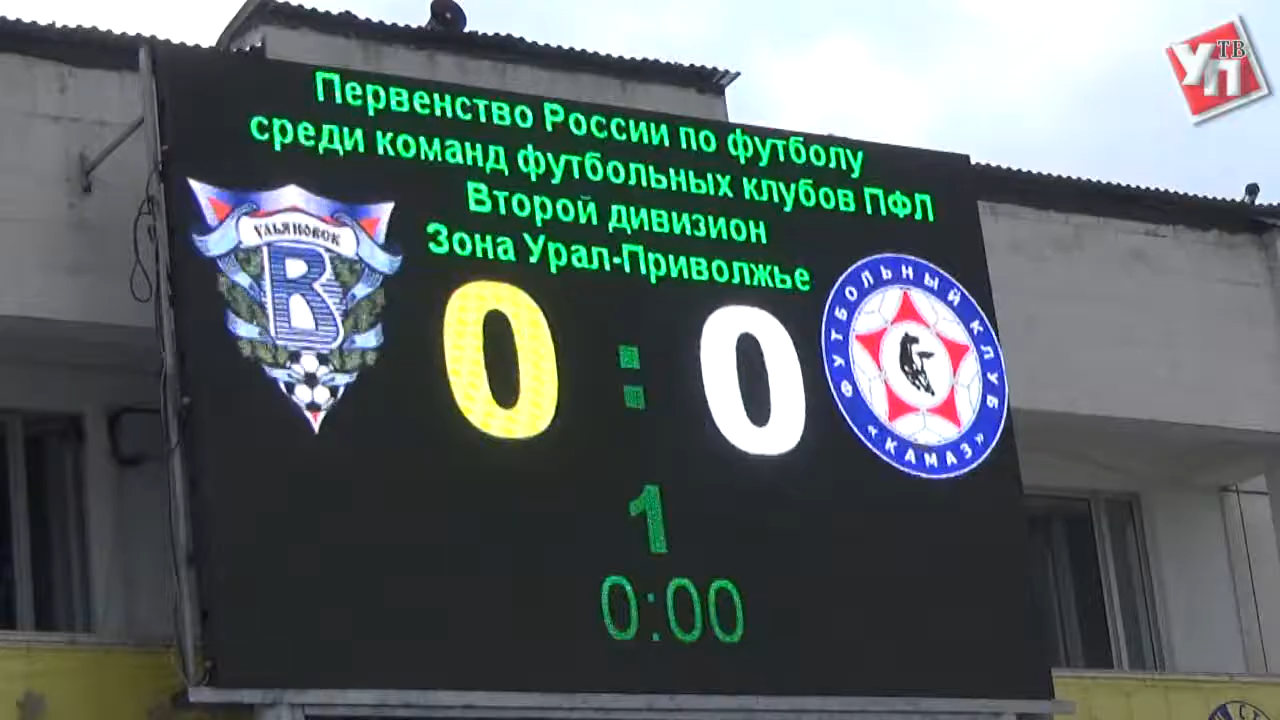 УП ТВ
Первенство России по футболу
среди команд футбольных клубов ПФЛ
Второй дивизион
Зона Урал-Приволжье
УЛЬЯНОВСК
В
0 : 0
ФУТБОЛЬНЫЙ КЛУБ
«КАМАЗ»
1
0:00